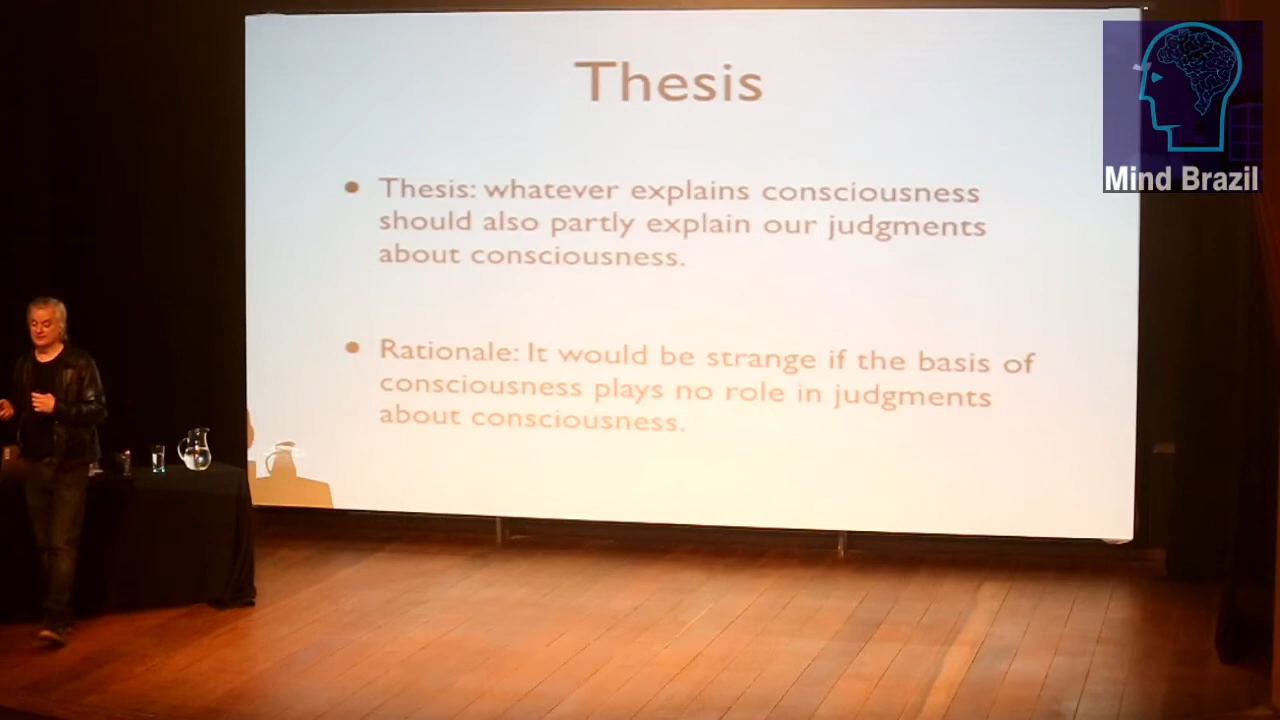 Thesis
Mind Brazil
• Thesis: whatever explains consciousness
should also partly explain our judgments
about consciousness.
• Rationale: It would be strange if the basis of
consciousness plays no role in judgments
about consciousness.